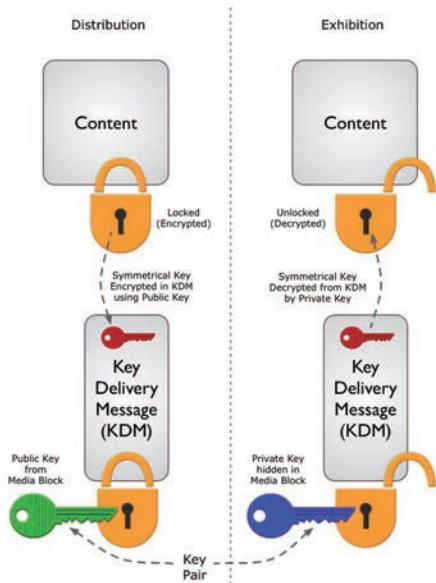 Distribution
Content
Locked
(Encrypted)
Symmetrical Key
Encrypted in KDM
using Public Key
Key
Delivery
Message
(KDM)
Public Key
from
Media Block
Exhibition
Content
Unlocked
(Decrypted)
Symmetrical Key
Decrypted from KDM
by Private Key
Key
Delivery
Message
(KDM)
Private Key
hidden in
Media Block
Key
Pair